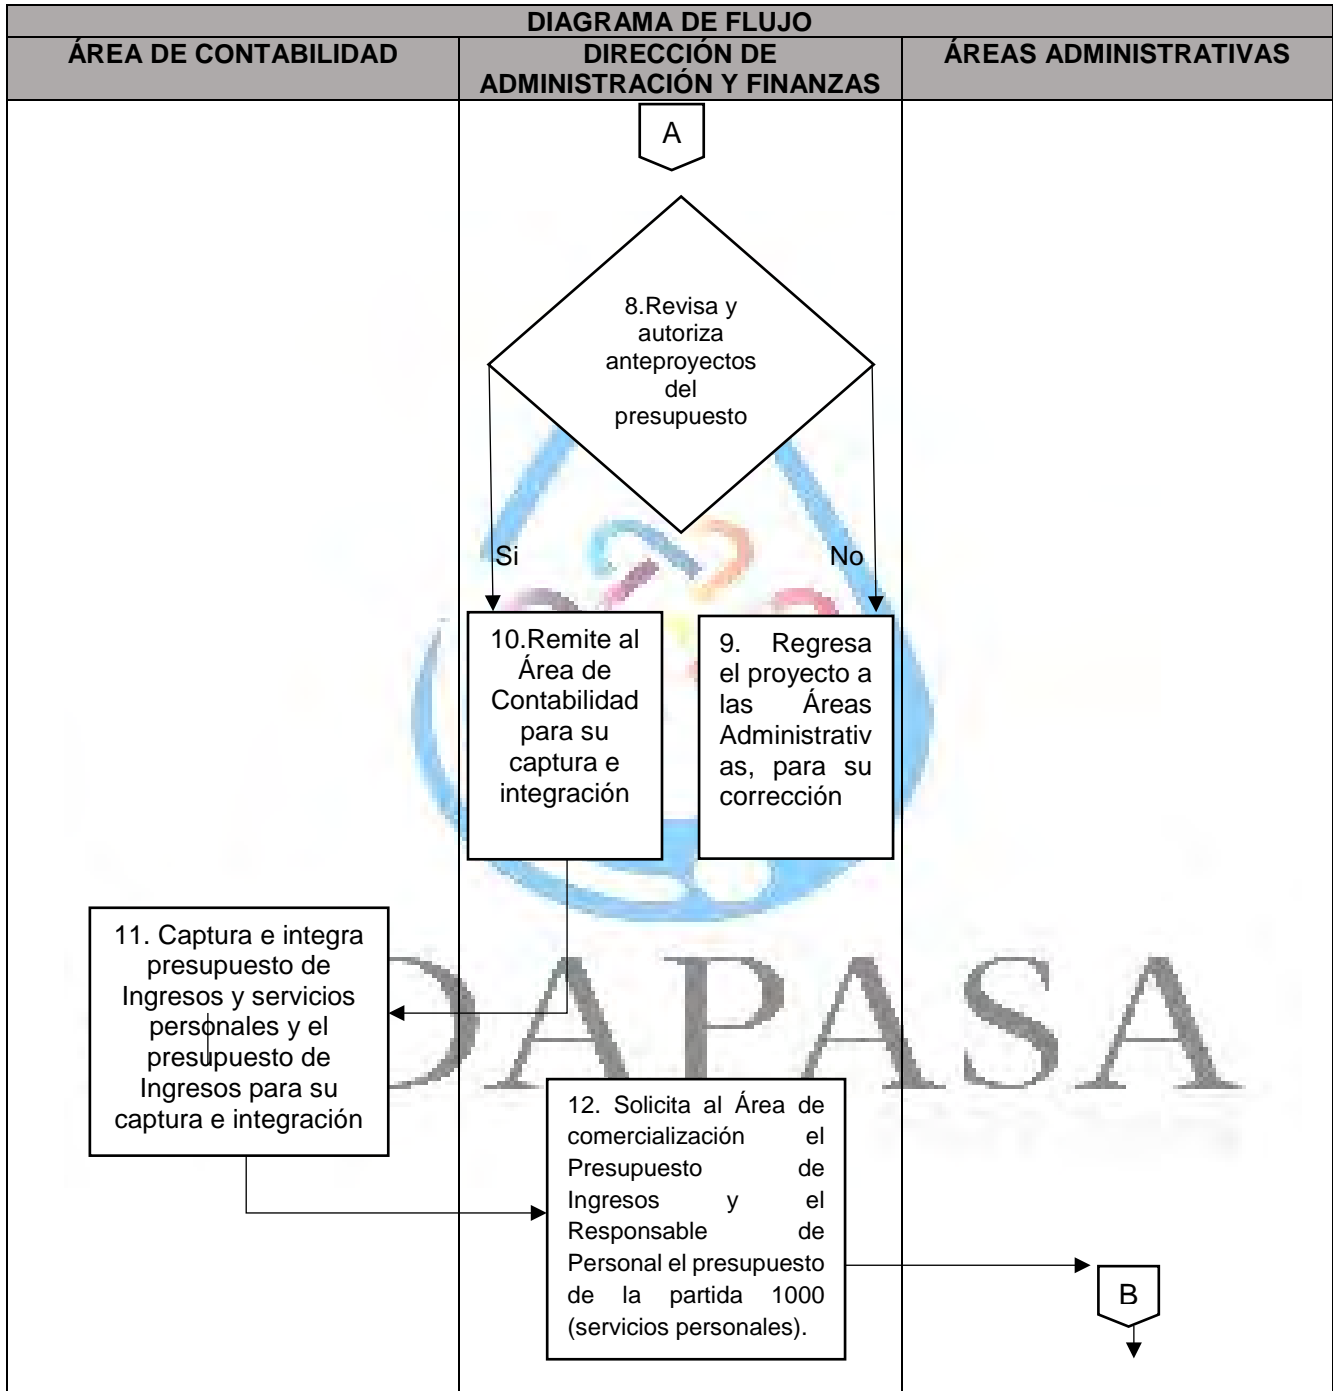 DIAGRAMA DE FLUJO
ÁREA DE CONTABILIDAD
DIRECCIÓN DE
ADMINISTRACIÓN Y FINANZAS
ÁREAS ADMINISTRATIVAS
A
8.Revisa y
autoriza
anteproyectos
del
presupuesto
Si
No
10.Remite al
Área de
Contabilidad
para su
captura e
integración
9. Regresa
el proyecto a
las Áreas
Administrativ
as, para su
corrección
11. Captura e integra
presupuesto de
Ingresos y servicios
personales y el
presupuesto de
Ingresos para su
captura e integración
DAPASA
12. Solicita al Área de
comercialización el
Presupuesto de
Ingresos y el
Responsable de
Personal el presupuesto
de la partida 1000
(servicios personales).
B